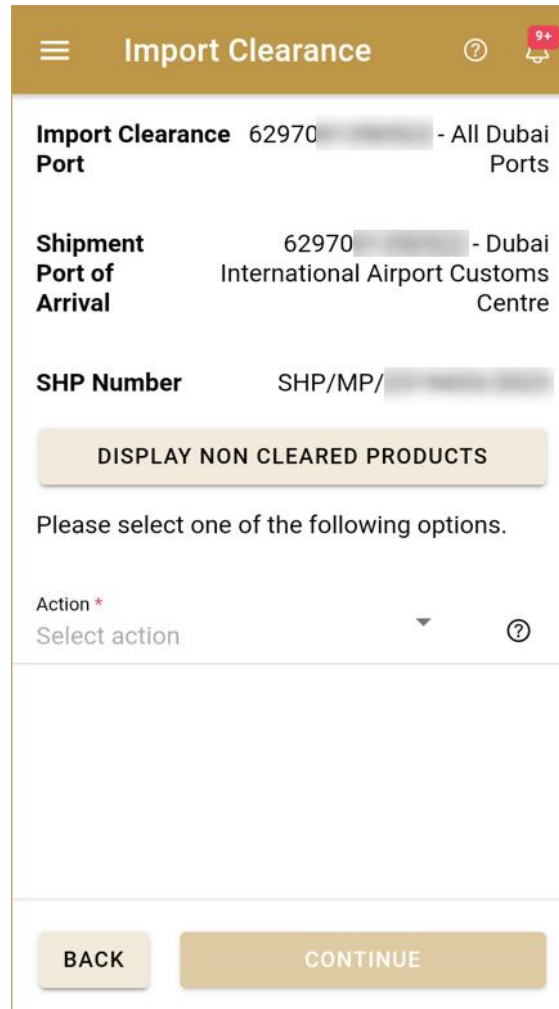 Import Clearance
9+
Import Clearance 62970 - All Dubai
Port Ports
Shipment 62970 - Dubai
Port of International Airport Customs
Arrival Centre
SHP Number SHP/MP/
DISPLAY NON CLEARED PRODUCTS
Please select one of the following options.
Action *
Select action
BACK CONTINUE